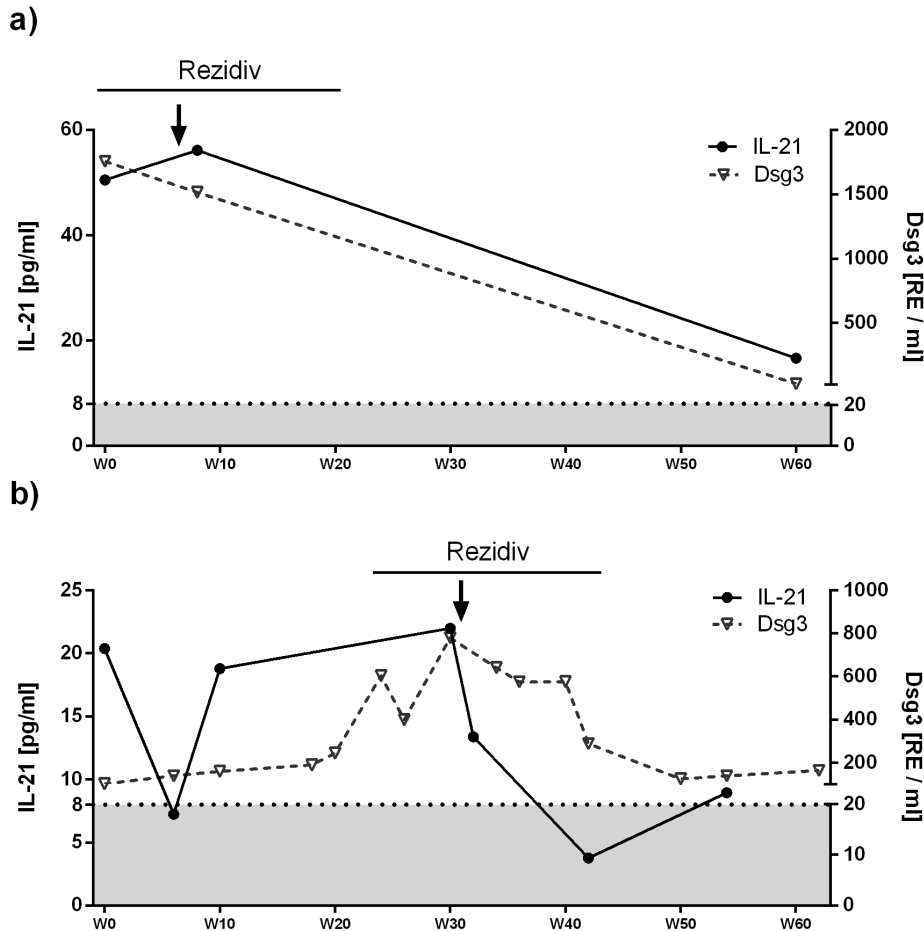 a)
Rezidiv
60
40
20
8
0
IL-21 [pg/ml]
IL-21
Dsg3
2000
1500
1000
500
20
0
Dsg3 [RE / ml]
W0 W10 W20 W30 W40 W50 W60
b)
Rezidiv
25
20
15
10
8
5
0
IL-21 [pg/ml]
IL-21
Dsg3
1000
800
600
400
200
20
10
0
Dsg3 [RE / ml]
W0 W10 W20 W30 W40 W50 W60